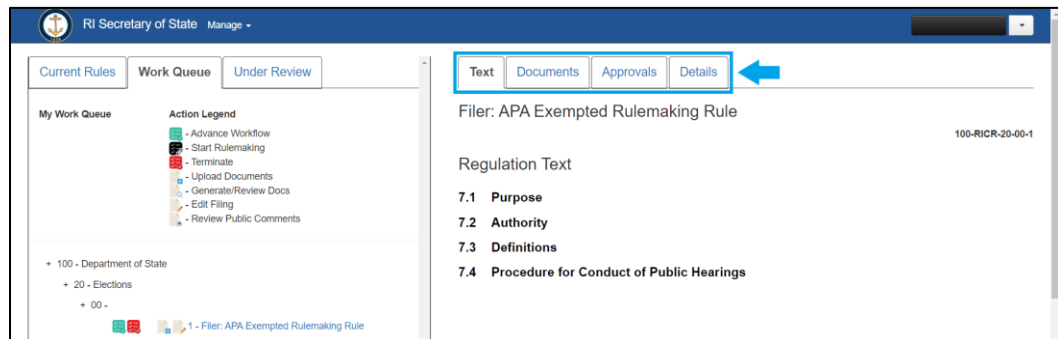 RI Secretary of State Manage
Current Rules Work Queue Under Review
My Work Queue Action Legend
- Advance Workflow
- Start Rulemaking
- Terminate
- Upload Documents
- Generate/Review Docs
- Edit Filing
- Review Public Comments
+ 100 - Department of State
+ 20 - Elections
+ 00 -
1 - Filer: APA Exempted Rulemaking Rule
Text Documents Approvals Details
Filer: APA Exempted Rulemaking Rule
100-RICR-20-00-1
Regulation Text
7.1 Purpose
7.2 Authority
7.3 Definitions
7.4 Procedure for Conduct of Public Hearings